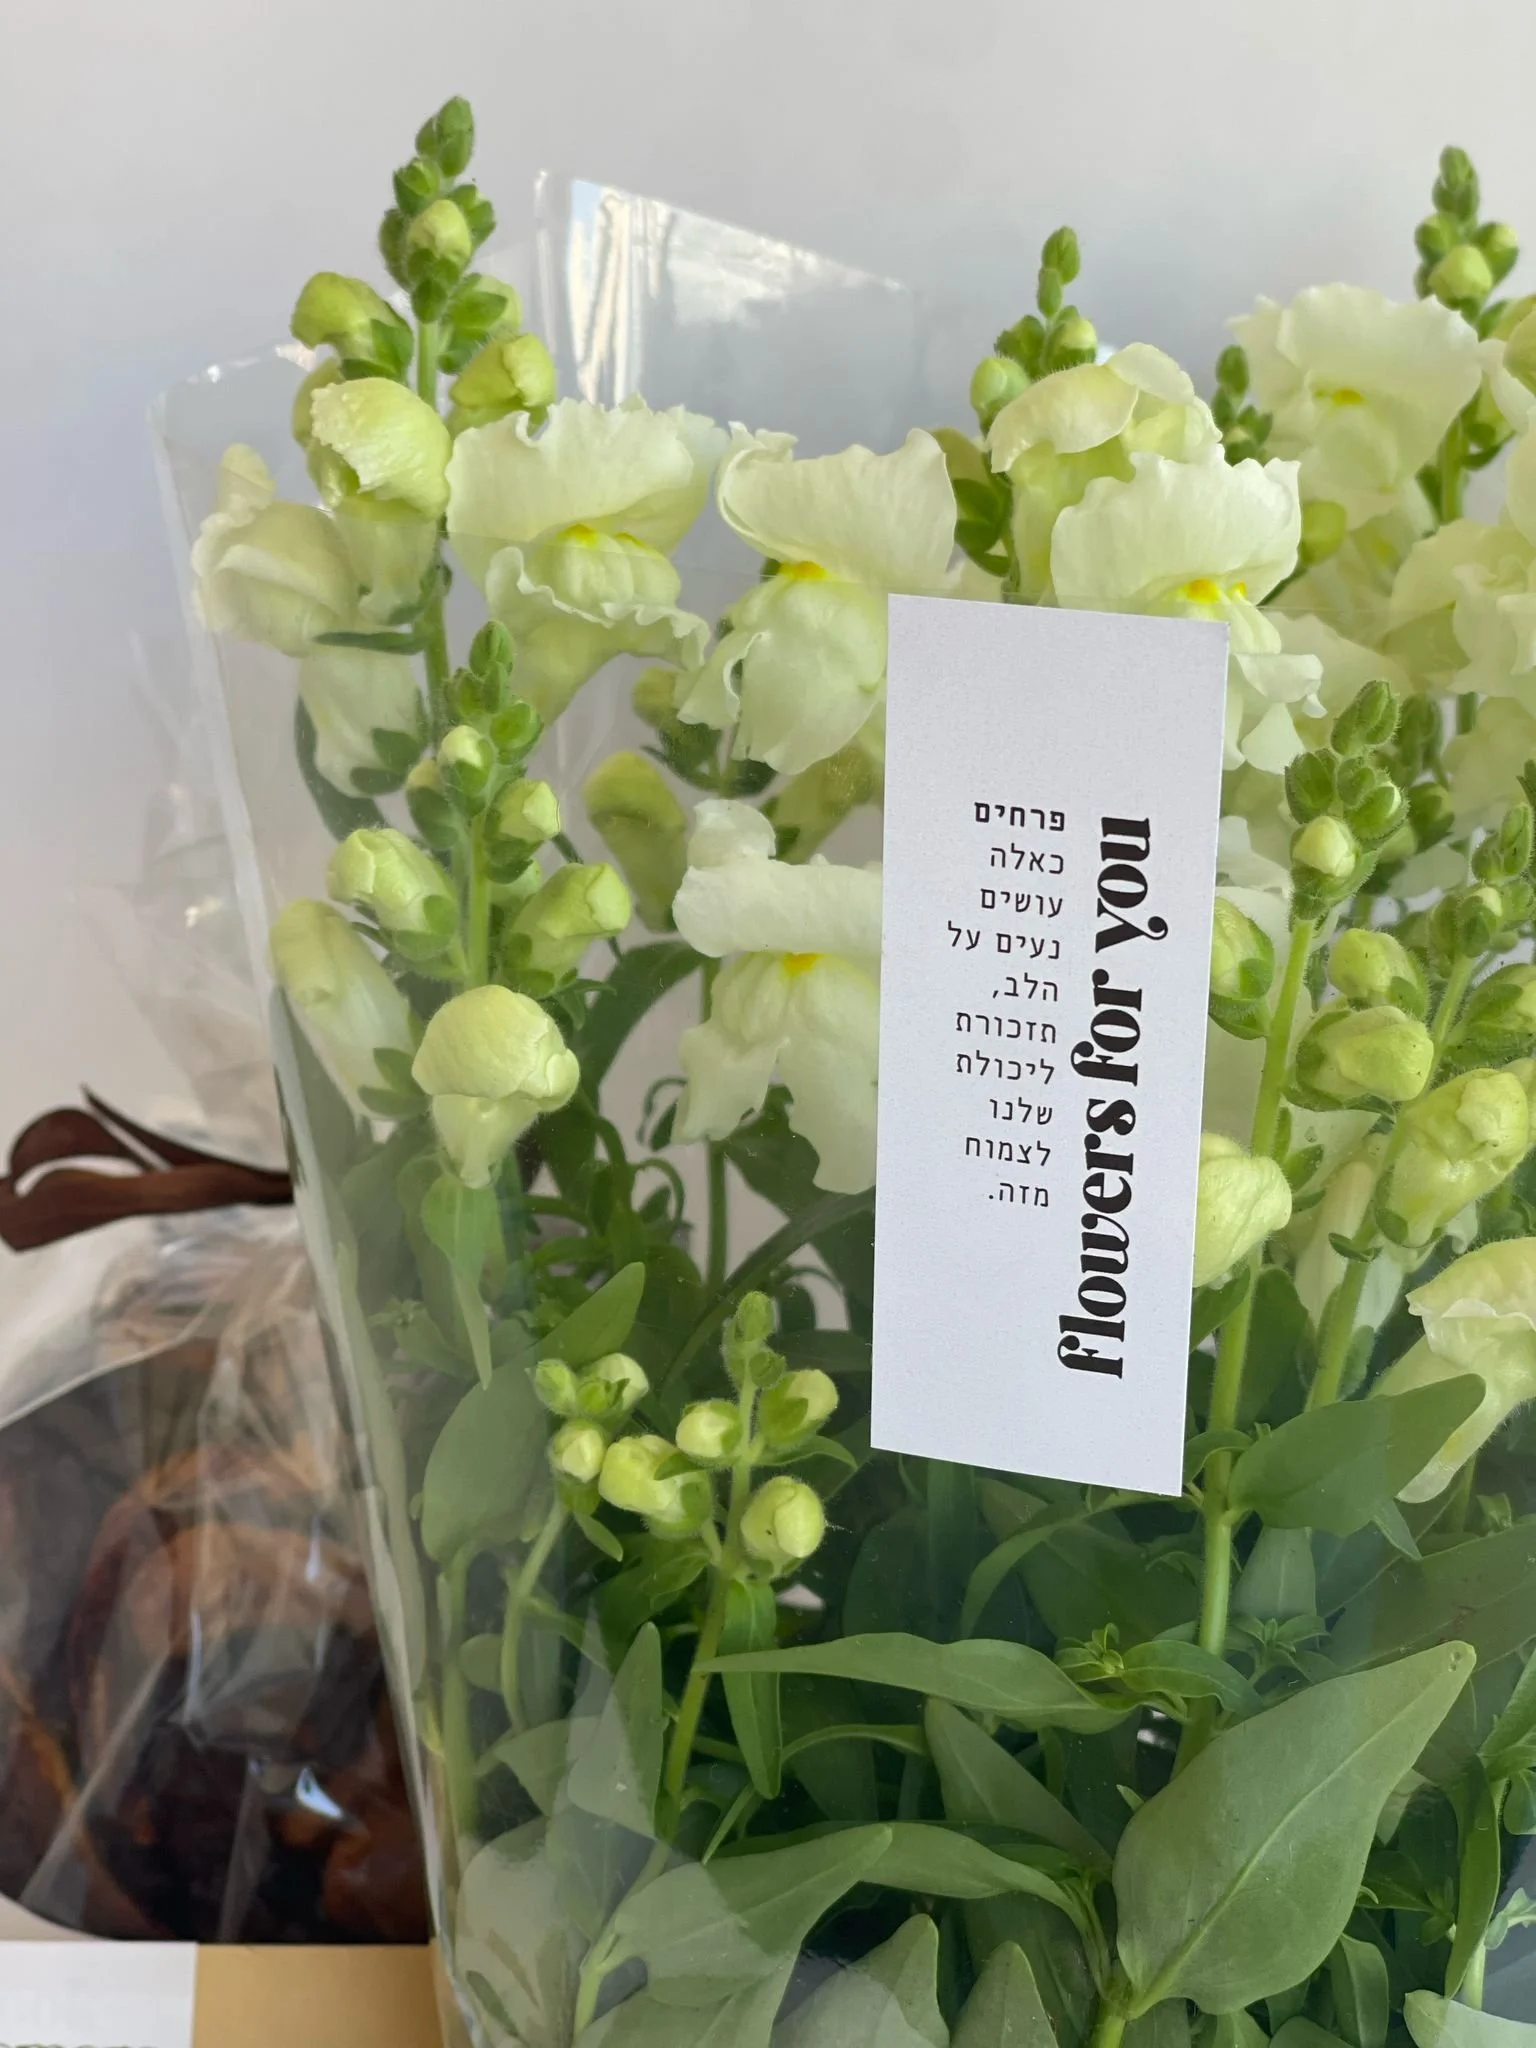 flowers for you
פרחים
כאלה
עושים
נעים על
הלב,
תזכורת
ליכולת
שלנו
לצמוח
מזה.